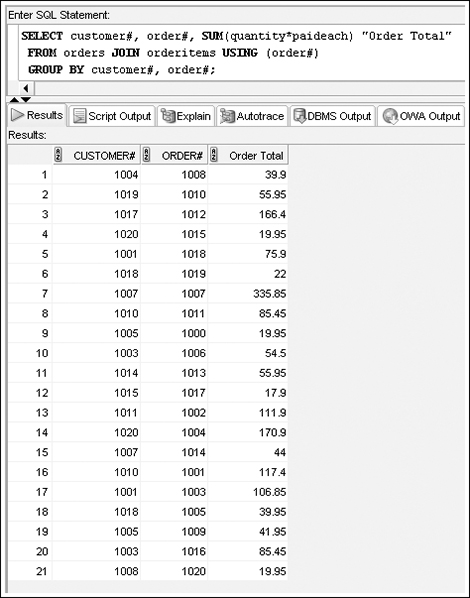 Enter SQL Statement:
SELECT customer#, order#, SUM(quantity*paideach) "Order Total"
FROM orders JOIN orderitems USING (order#)
GROUP BY customer#, order#;
Results Script Output Explain Autotrace DBMS Output OWA Output
Results:
CUSTOMER# ORDER# Order Total
1 1004 1008 39.9
2 1019 1010 55.95
3 1017 1012 166.4
4 1020 1015 19.95
5 1001 1018 75.9
6 1018 1019 22
7 1007 1007 335.85
8 1010 1011 85.45
9 1005 1000 19.95
10 1003 1006 54.5
11 1014 1013 55.95
12 1015 1017 17.9
13 1011 1002 111.9
14 1020 1004 170.9
15 1007 1014 44
16 1010 1001 117.4
17 1001 1003 106.85
18 1018 1005 39.95
19 1005 1009 41.95
20 1003 1016 85.45
21 1008 1020 19.95